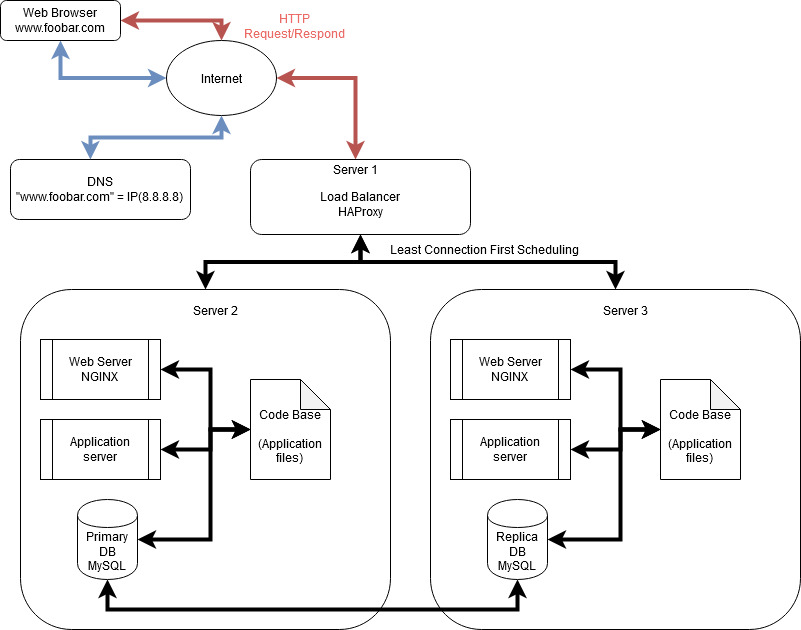 Web Browser
www.foobar.com
HTTP
Request/Respond
Internet
DNS
"www.foobar.com" = IP(8.8.8.8)
Server 1
Load Balancer
HAProxy
Least Connection First Scheduling
Server 2
Web Server
NGINX
Application
server
Code Base
(Application
files)
Primary
DB
MySQL
Server 3
Web Server
NGINX
Application
server
Code Base
(Application
files)
Replica
DB
MySQL